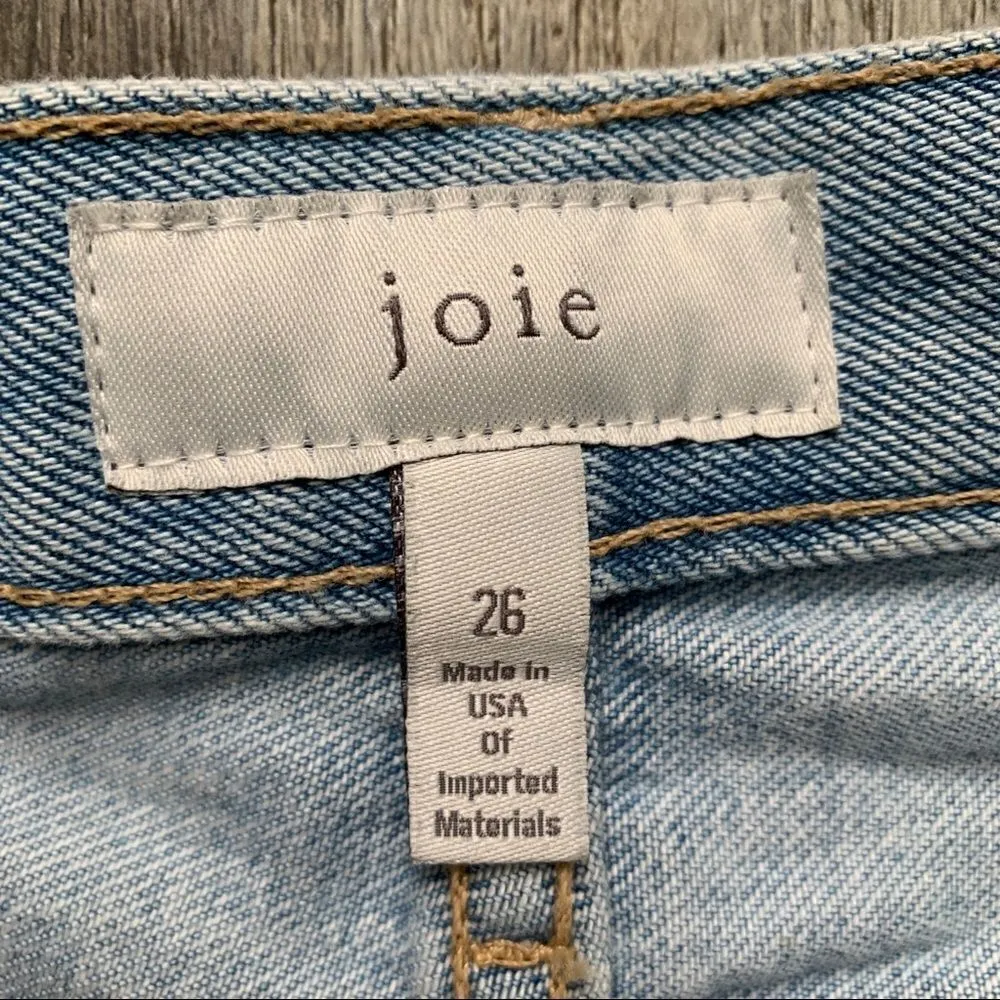 joie
26
Made in
USA
Of
Imported
Materials